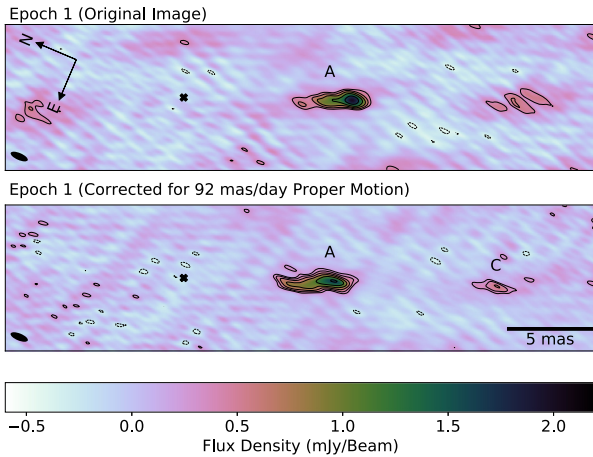 Epoch 1 (Original Image)
N
E
A
Epoch 1 (Corrected for 92 mas/day Proper Motion)
A
C
5 mas
−0.5 0.0 0.5 1.0 1.5 2.0
Flux Density (mJy/Beam)